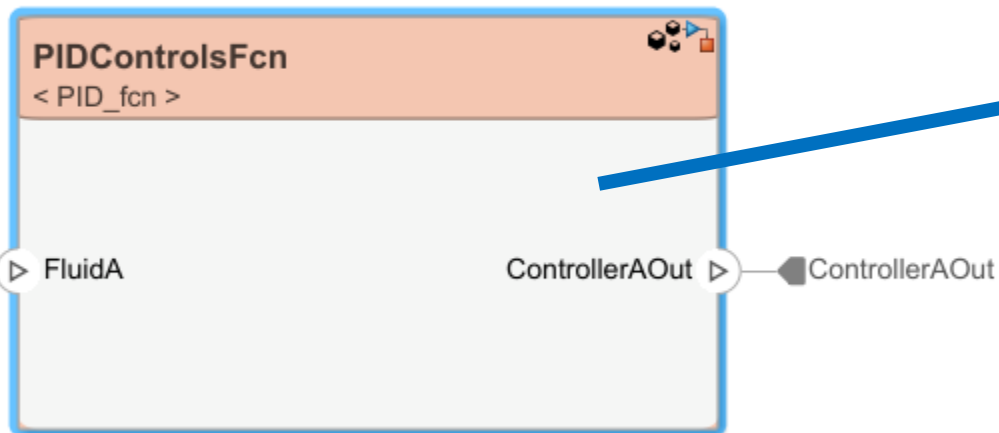 PIDControlsFcn
< PID_fcn >
FluidA
ControllerAOut
ControllerAOut